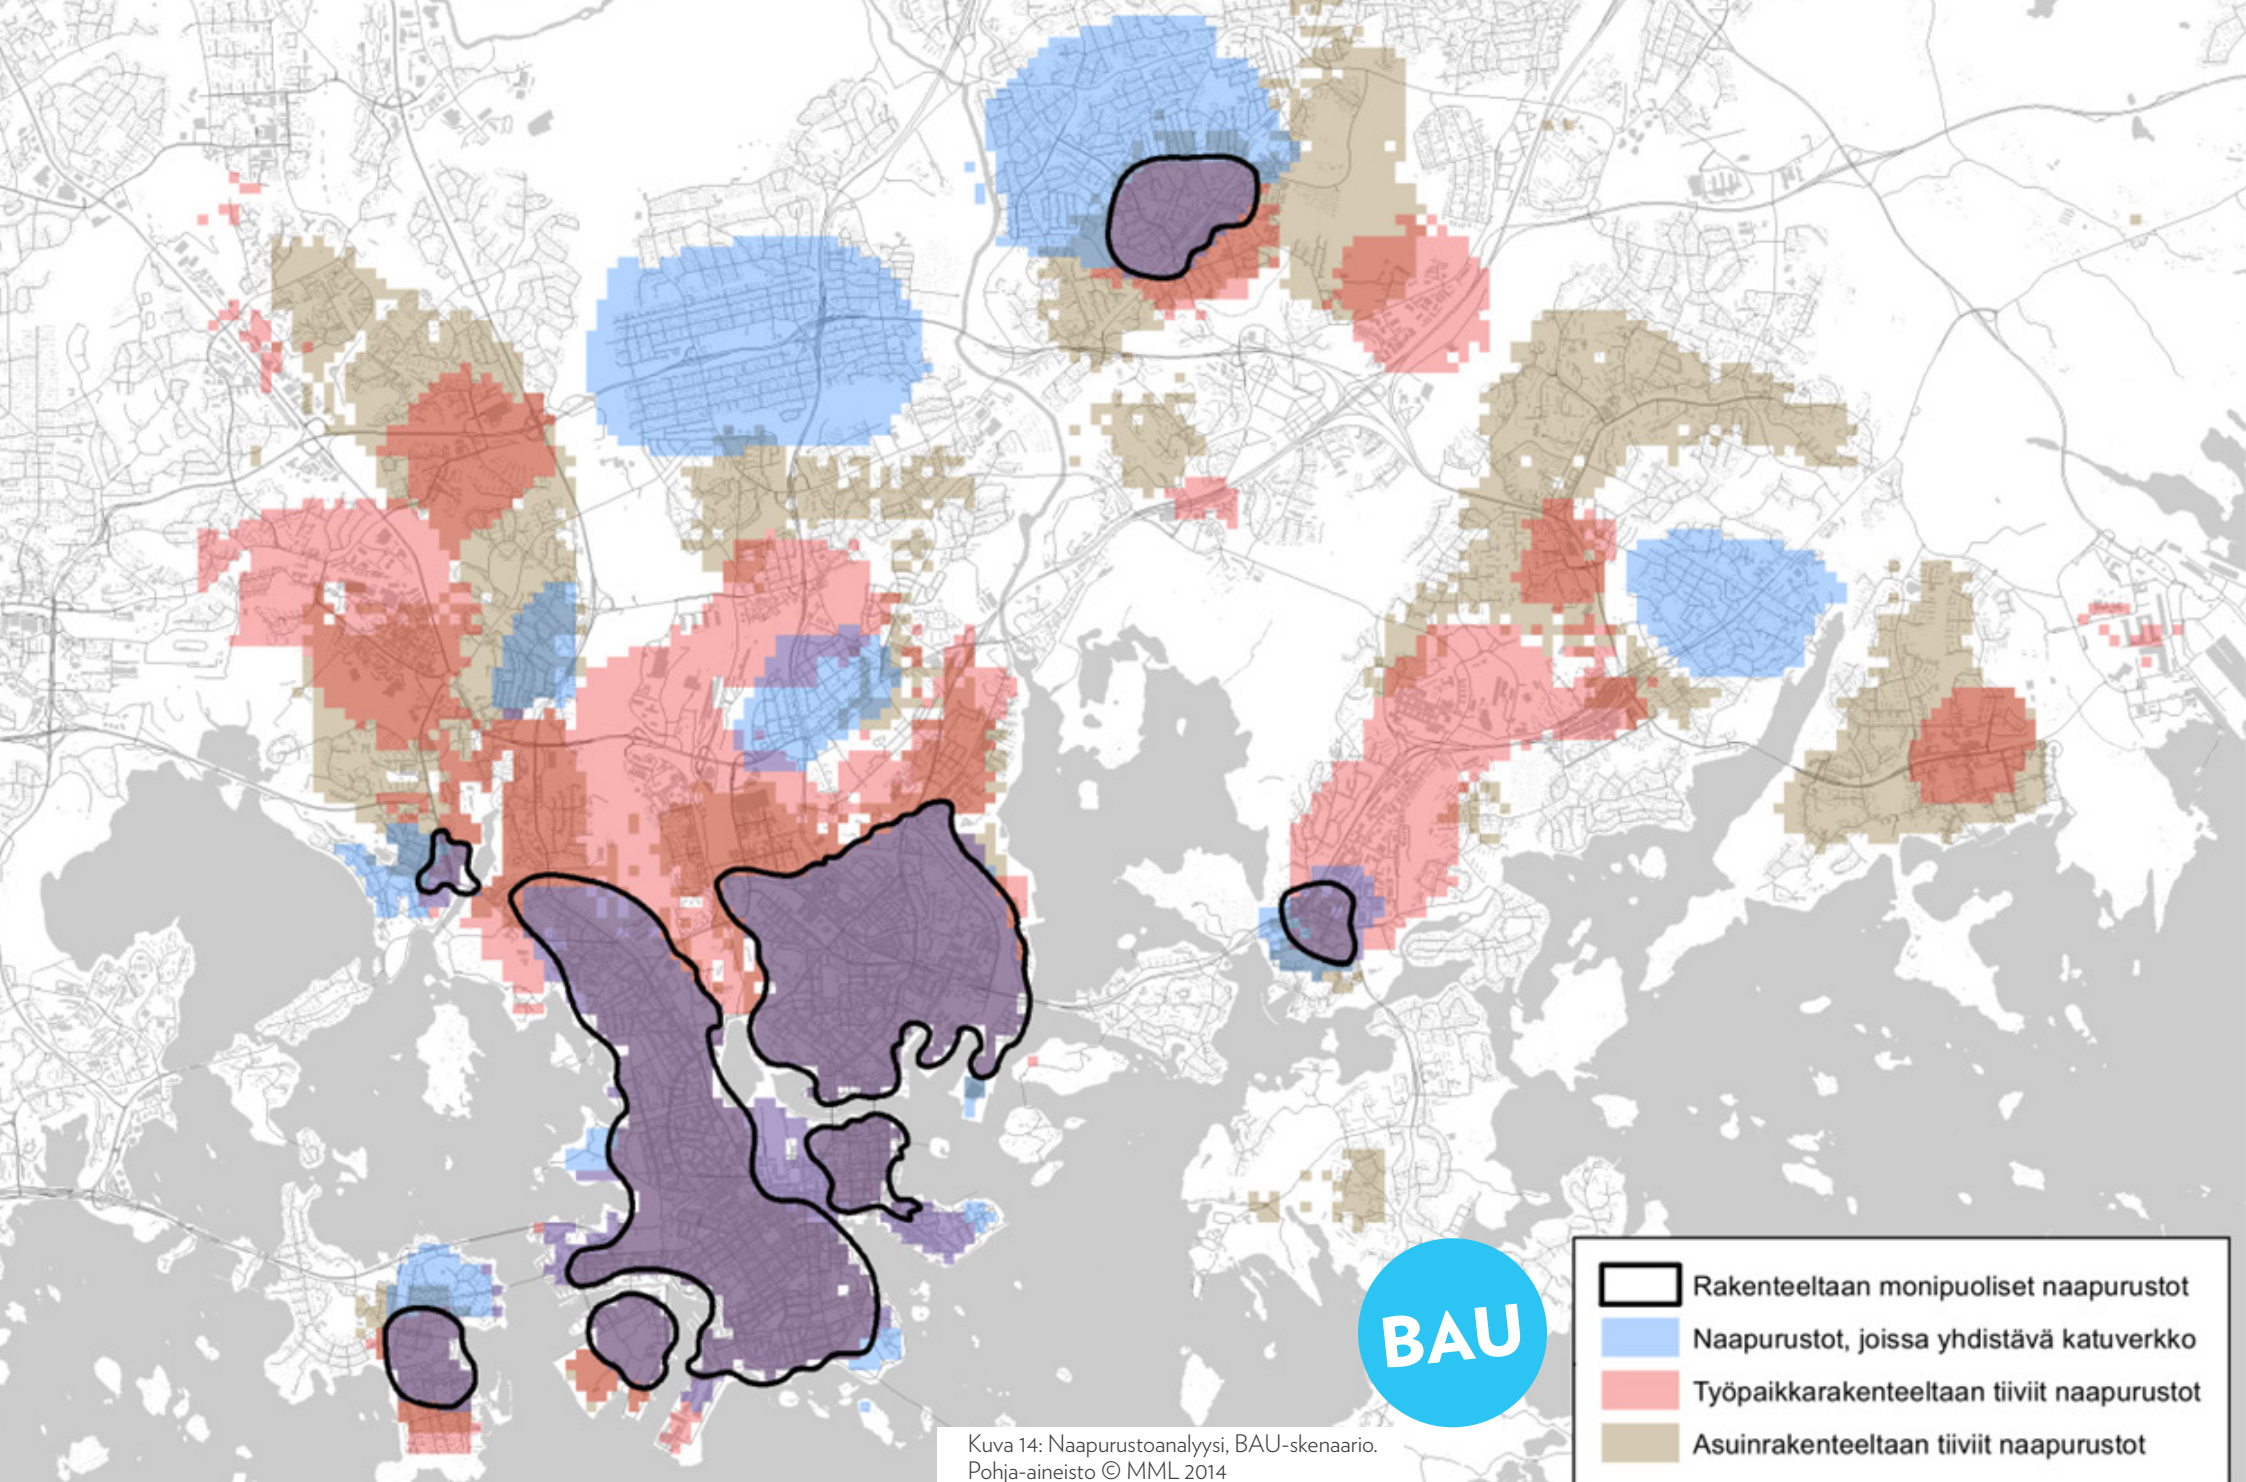 BAU
Rakenteeltaan monipuoliset naapurustot
Naapurustot, joissa yhdistävä katuverkko
Työpaikkarakenteeltaan tiiviit naapurustot
Asuinrakenteeltaan tiiviit naapurustot
Kuva 14: Naapurustoanalyysi, BAU-skenaario.
Pohja-aineisto © MML 2014